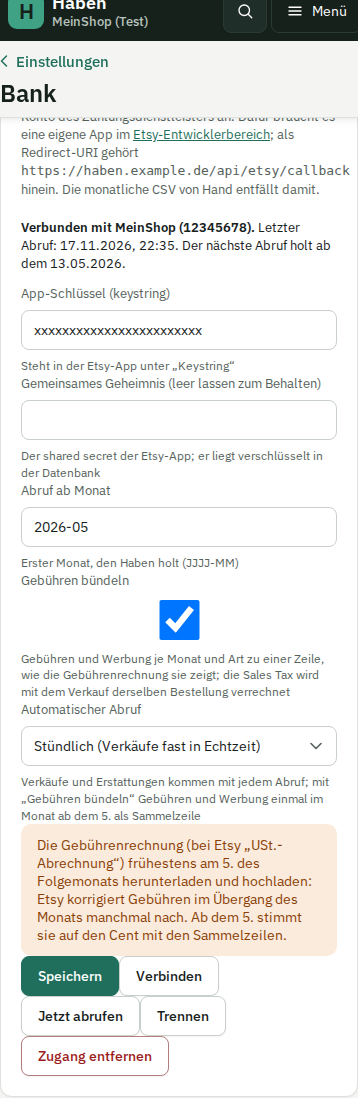 H
Haben
MeinShop (Test)
Menü
Einstellungen
Bank
Konto des Zahlungsdienstleisters an. Dafür braucht es
eine eigene App im Etsy-Entwicklerbereich; als
Redirect-URI gehört
https://haben.example.de/api/etsy/callback
hinein. Die monatliche CSV von Hand entfällt damit.
Verbunden mit MeinShop (12345678). Letzter
Abruf: 17.11.2026, 22:35. Der nächste Abruf holt ab
dem 13.05.2026.
App-Schlüssel (keystring)
xxxxxxxxxxxxxxxxxxxxxxxx
Steht in der Etsy-App unter „Keystring“
Gemeinsames Geheimnis (leer lassen zum Behalten)
Der shared secret der Etsy-App; er liegt verschlüsselt in
der Datenbank
Abruf ab Monat
2026-05
Erster Monat, den Haben holt (JJJJ-MM)
Gebühren bündeln
Gebühren und Werbung je Monat und Art zu einer Zeile,
wie die Gebührenrechnung sie zeigt; die Sales Tax wird
mit dem Verkauf derselben Bestellung verrechnet
Automatischer Abruf
Stündlich (Verkäufe fast in Echtzeit)
Verkäufe und Erstattungen kommen mit jedem Abruf; mit
„Gebühren bündeln“ Gebühren und Werbung einmal im
Monat ab dem 5. als Sammelzeile
Die Gebührenrechnung (bei Etsy „USt.-
Abrechnung“) frühestens am 5. des
Folgemonats herunterladen und hochladen:
Etsy korrigiert Gebühren im Übergang des
Monats manchmal nach. Ab dem 5. stimmt
sie auf den Cent mit den Sammelzeilen.
Speichern
Verbinden
Jetzt abrufen
Trennen
Zugang entfernen